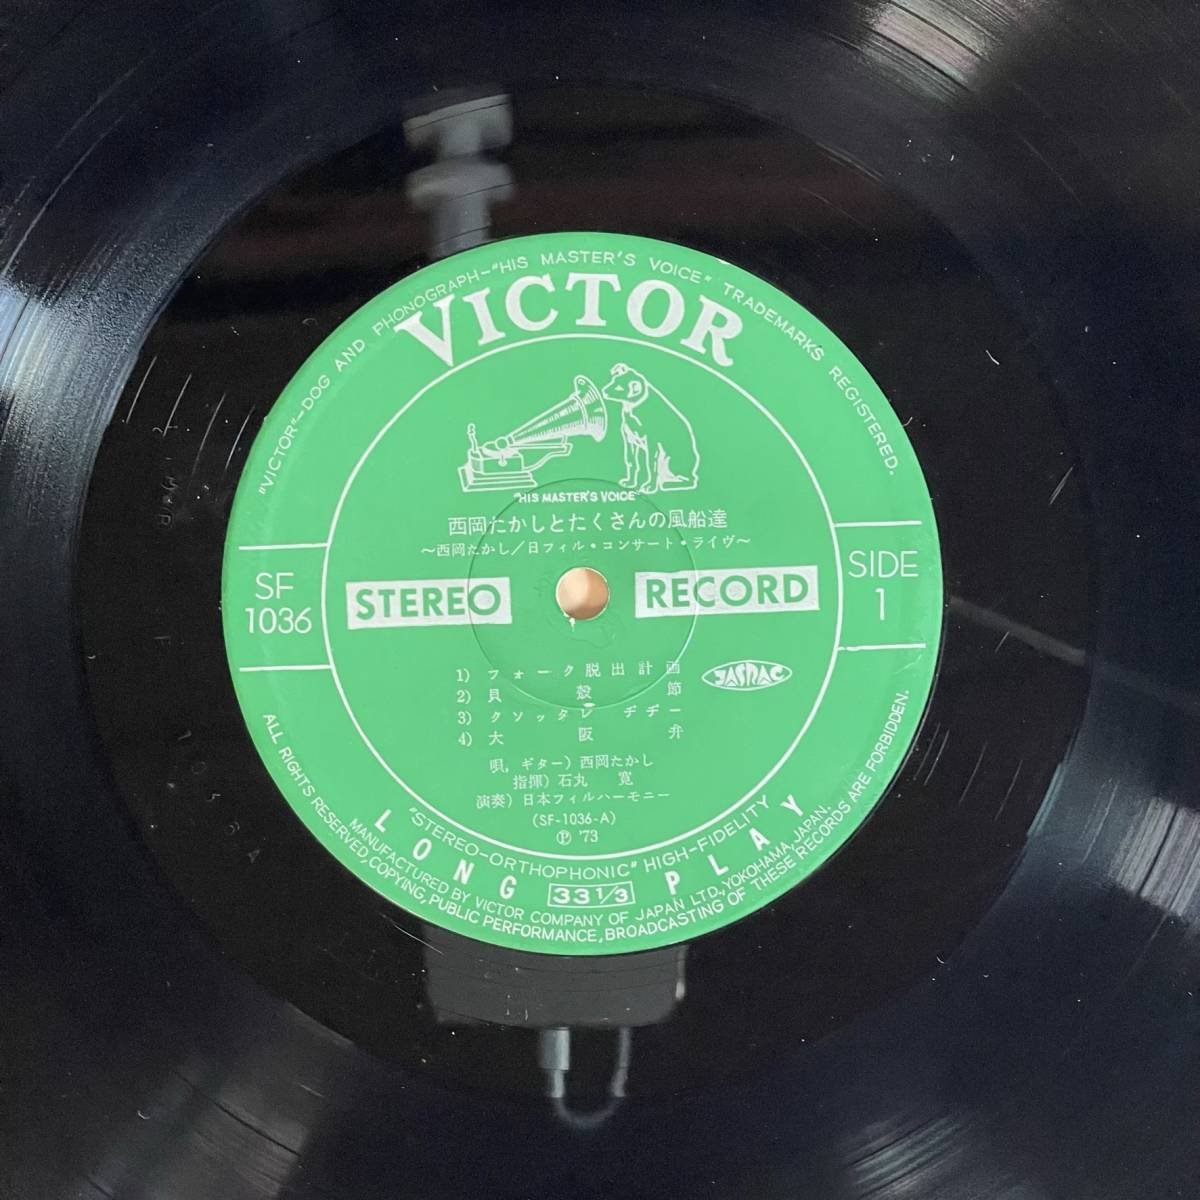 "VICTOR"-DOG AND PHONOGRAPH-"HIS MASTER'S VOICE" TRADEMARKS REGISTERED.
VICTOR
"HIS MASTER'S VOICE"
西岡たかしとたくさんの風船達
〜西岡たかし/日フィル・コンサート・ライヴ〜
SF
1036
STEREO RECORD
SIDE
1
1) フォーク脱出計画
2) 貝殻節
3) クソッタレ ヂヂー
4) 大阪弁
JASRAC
唄,ギター) 西岡たかし
指揮) 石丸 寛
演奏) 日本フィルハーモニー
(SF-1036-A)
Ⓟ '73
"STEREO-ORTHOPHONIC" HIGH-FIDELITY
LONG 33 1/3 PLAY
MANUFACTURED BY VICTOR COMPANY OF JAPAN LTD., YOKOHAMA, JAPAN.
ALL RIGHTS RESERVED, COPYING, PUBLIC PERFORMANCE, BROADCASTING OF THESE RECORDS ARE FORBIDDEN.